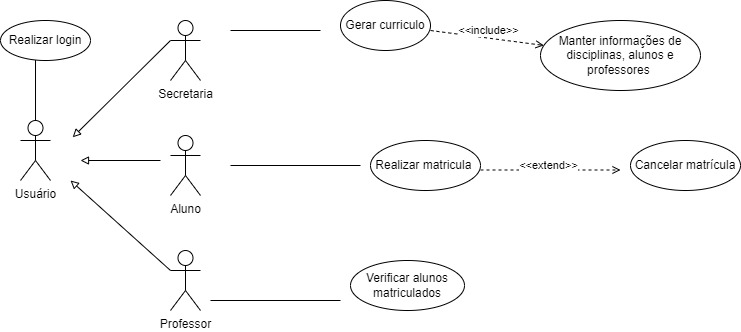 Realizar login
Usuário
Secretaria
Gerar curriculo
<<include>>
Manter informações de
disciplinas, alunos e
professores
Aluno
Realizar matricula
<<extend>>
Cancelar matrícula
Professor
Verificar alunos
matriculados